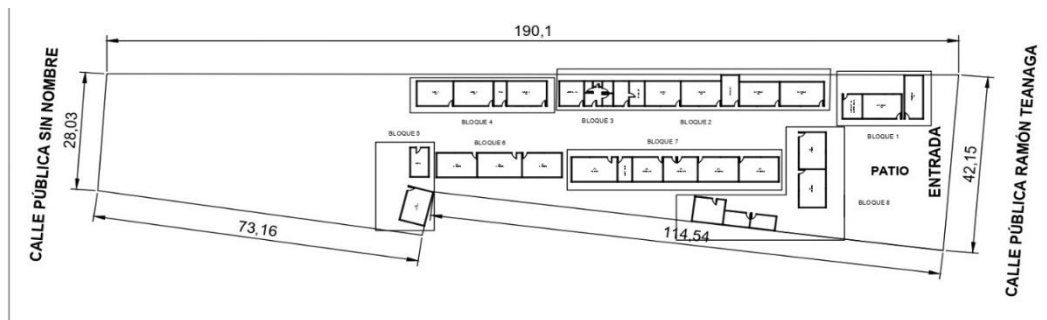 190,1
CALLE PÚBLICA SIN NOMBRE
28,03
BLOQUE 4
BLOQUE 3
BLOQUE 2
BLOQUE 1
BLOQUE 5
BLOQUE 6
BLOQUE 7
PATIO
ENTRADA
42,15
CALLE PÚBLICA RAMÓN TEANAGA
BLOQUE 8
73,16
114,54